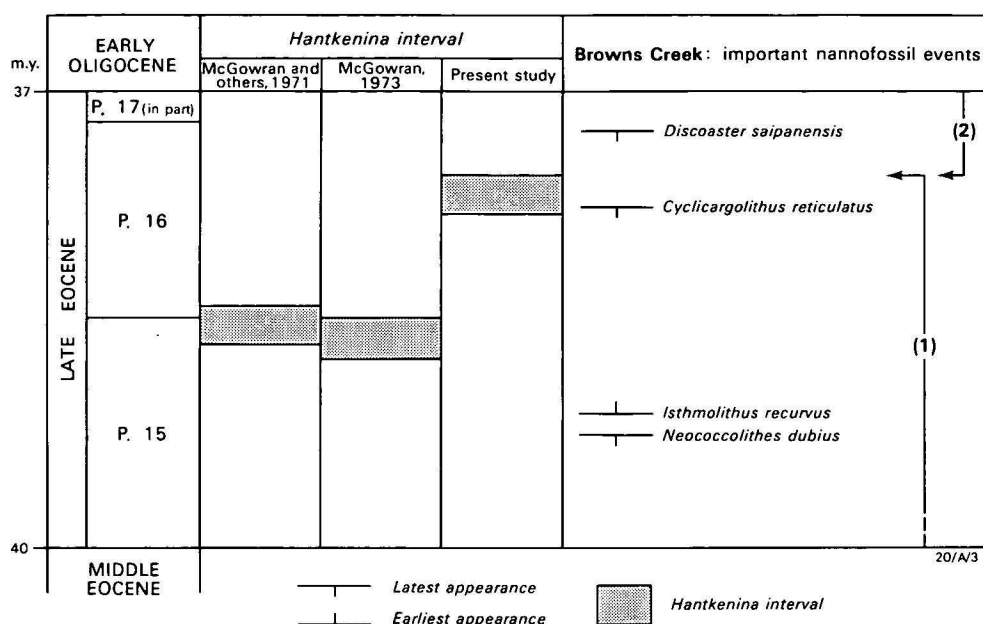 m.y.
EARLY
OLIGOCENE
Hantkenina interval
McGowran and
others, 1971
McGowran,
1973
Present study
Browns Creek: important nannofossil events
37
P. 17 (in part)
P. 16
P. 15
LATE EOCENE
Discoaster saipanensis
Cyclicargolithus reticulatus
Isthmolithus recurvus
Neococcolithes dubius
(2)
(1)
40
MIDDLE
EOCENE
20/A/3
Latest appearance
Earliest appearance
Hantkenina interval